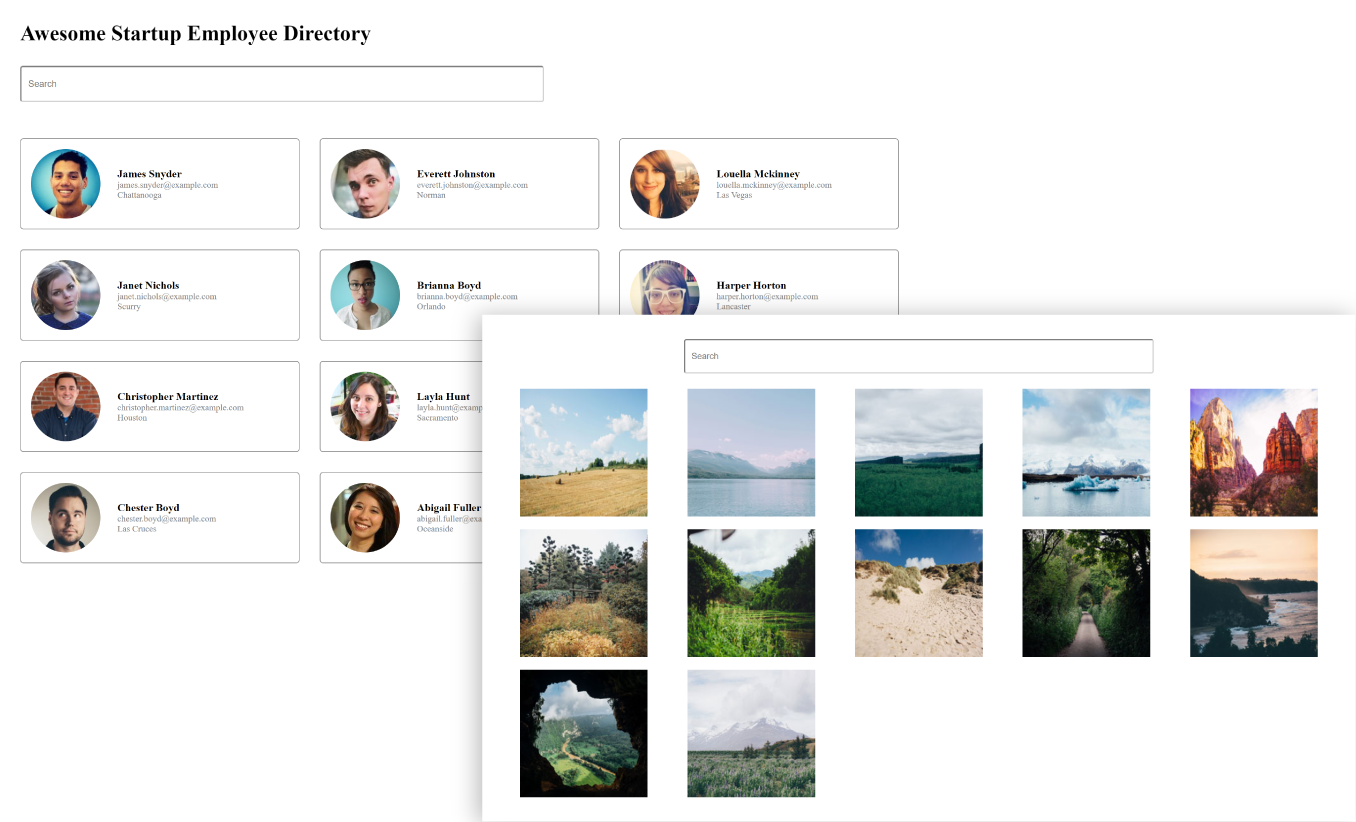 Awesome Startup Employee Directory
Search
James Snyder
james.snyder@example.com
Chattanooga
Everett Johnston
everett.johnston@example.com
Norman
Louella Mckinney
louella.mckinney@example.com
Las Vegas
Janet Nichols
janet.nichols@example.com
Scurry
Brianna Boyd
brianna.boyd@example.com
Orlando
Harper Horton
harper.horton@example.com
Lancaster
Search
Christopher Martinez
christopher.martinez@example.com
Houston
Layla Hunt
layla.hunt@examp
Sacramento
Chester Boyd
chester.boyd@example.com
Las Cruces
Abigail Fuller
abigail.fuller@exa
Oceanside